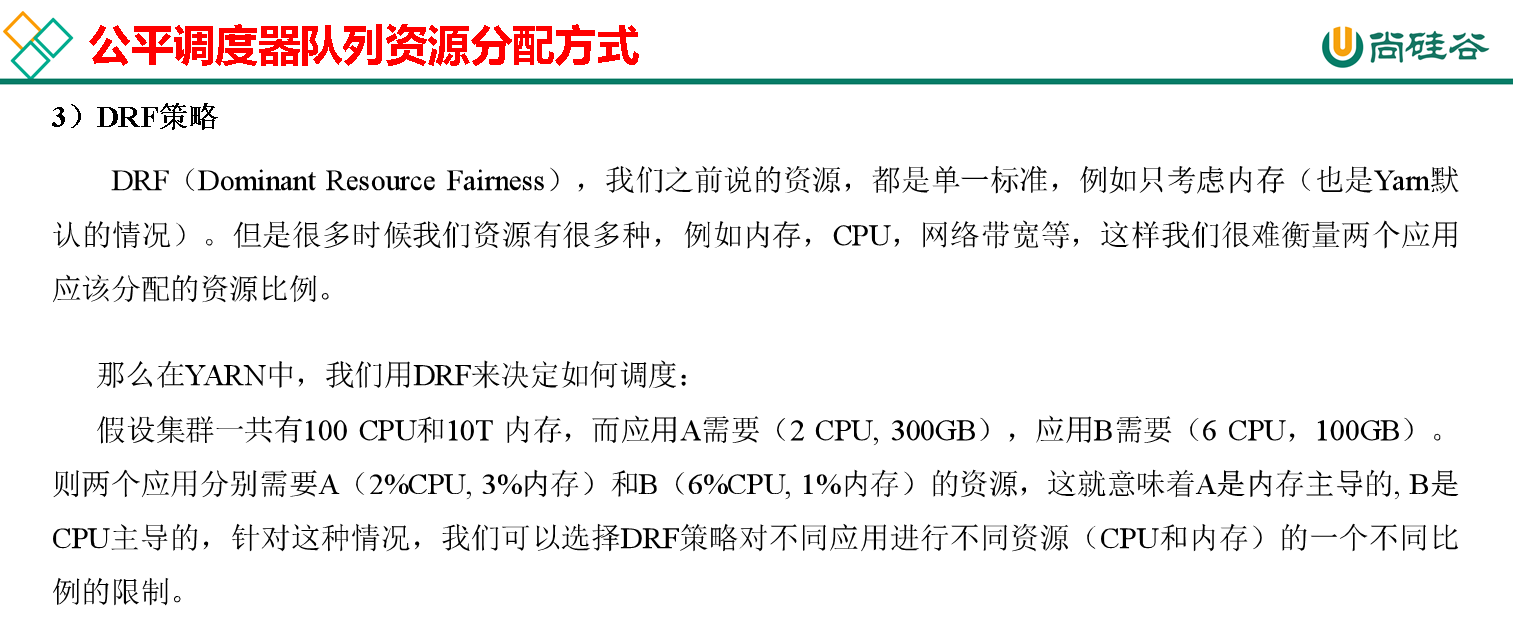 公平调度器队列资源分配方式
尚硅谷
3）DRF策略
DRF（Dominant Resource Fairness），我们之前说的资源，都是单一标准，例如只考虑内存（也是Yarn默
认的情况）。但是很多时候我们资源有很多种，例如内存，CPU，网络带宽等，这样我们很难衡量两个应用
应该分配的资源比例。
那么在YARN中，我们用DRF来决定如何调度：
假设集群一共有100 CPU和10T 内存，而应用A需要（2 CPU, 300GB），应用B需要（6 CPU，100GB）。
则两个应用分别需要A（2%CPU, 3%内存）和B（6%CPU, 1%内存）的资源，这就意味着A是内存主导的, B是
CPU主导的，针对这种情况，我们可以选择DRF策略对不同应用进行不同资源（CPU和内存）的一个不同比
例的限制。